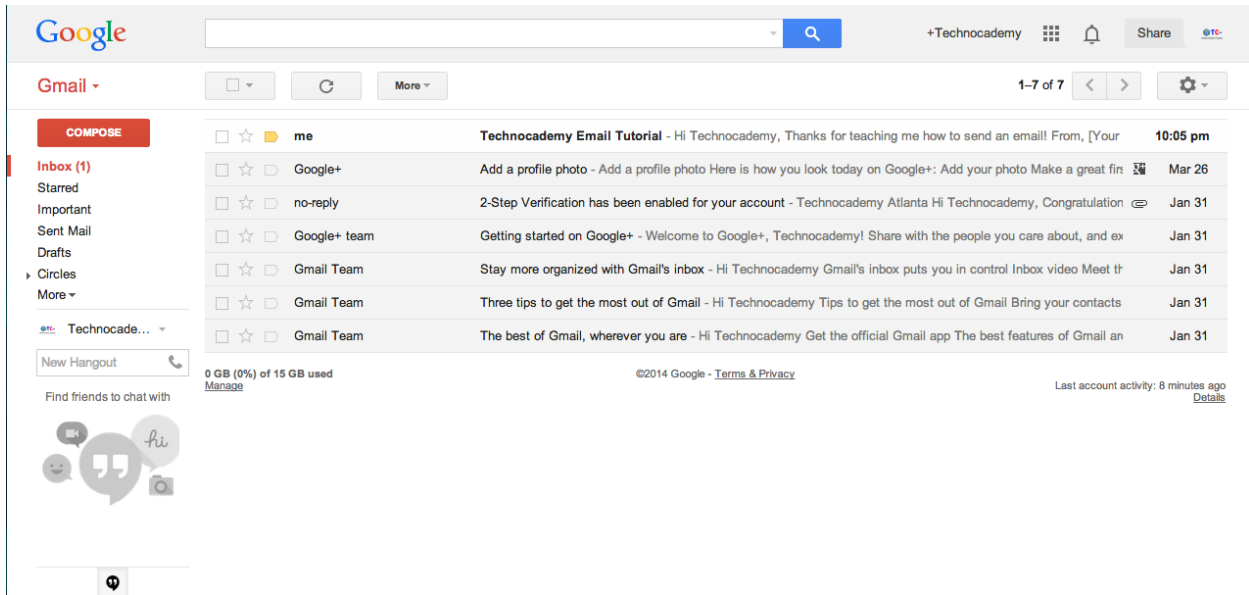 Google +Technocademy Share
Gmail More 1–7 of 7
COMPOSE
Inbox (1)
Starred
Important
Sent Mail
Drafts
Circles
More
Technocade...
New Hangout
Find friends to chat with
hi
me Technocademy Email Tutorial - Hi Technocademy, Thanks for teaching me how to send an email! From, [Your 10:05 pm
Google+ Add a profile photo - Add a profile photo Here is how you look today on Google+: Add your photo Make a great firs Mar 26
no-reply 2-Step Verification has been enabled for your account - Technocademy Atlanta Hi Technocademy, Congratulation Jan 31
Google+ team Getting started on Google+ - Welcome to Google+, Technocademy! Share with the people you care about, and ex Jan 31
Gmail Team Stay more organized with Gmail's inbox - Hi Technocademy Gmail's inbox puts you in control Inbox video Meet th Jan 31
Gmail Team Three tips to get the most out of Gmail - Hi Technocademy Tips to get the most out of Gmail Bring your contacts Jan 31
Gmail Team The best of Gmail, wherever you are - Hi Technocademy Get the official Gmail app The best features of Gmail are Jan 31
0 GB (0%) of 15 GB used
Manage
©2014 Google - Terms & Privacy
Last account activity: 8 minutes ago
Details